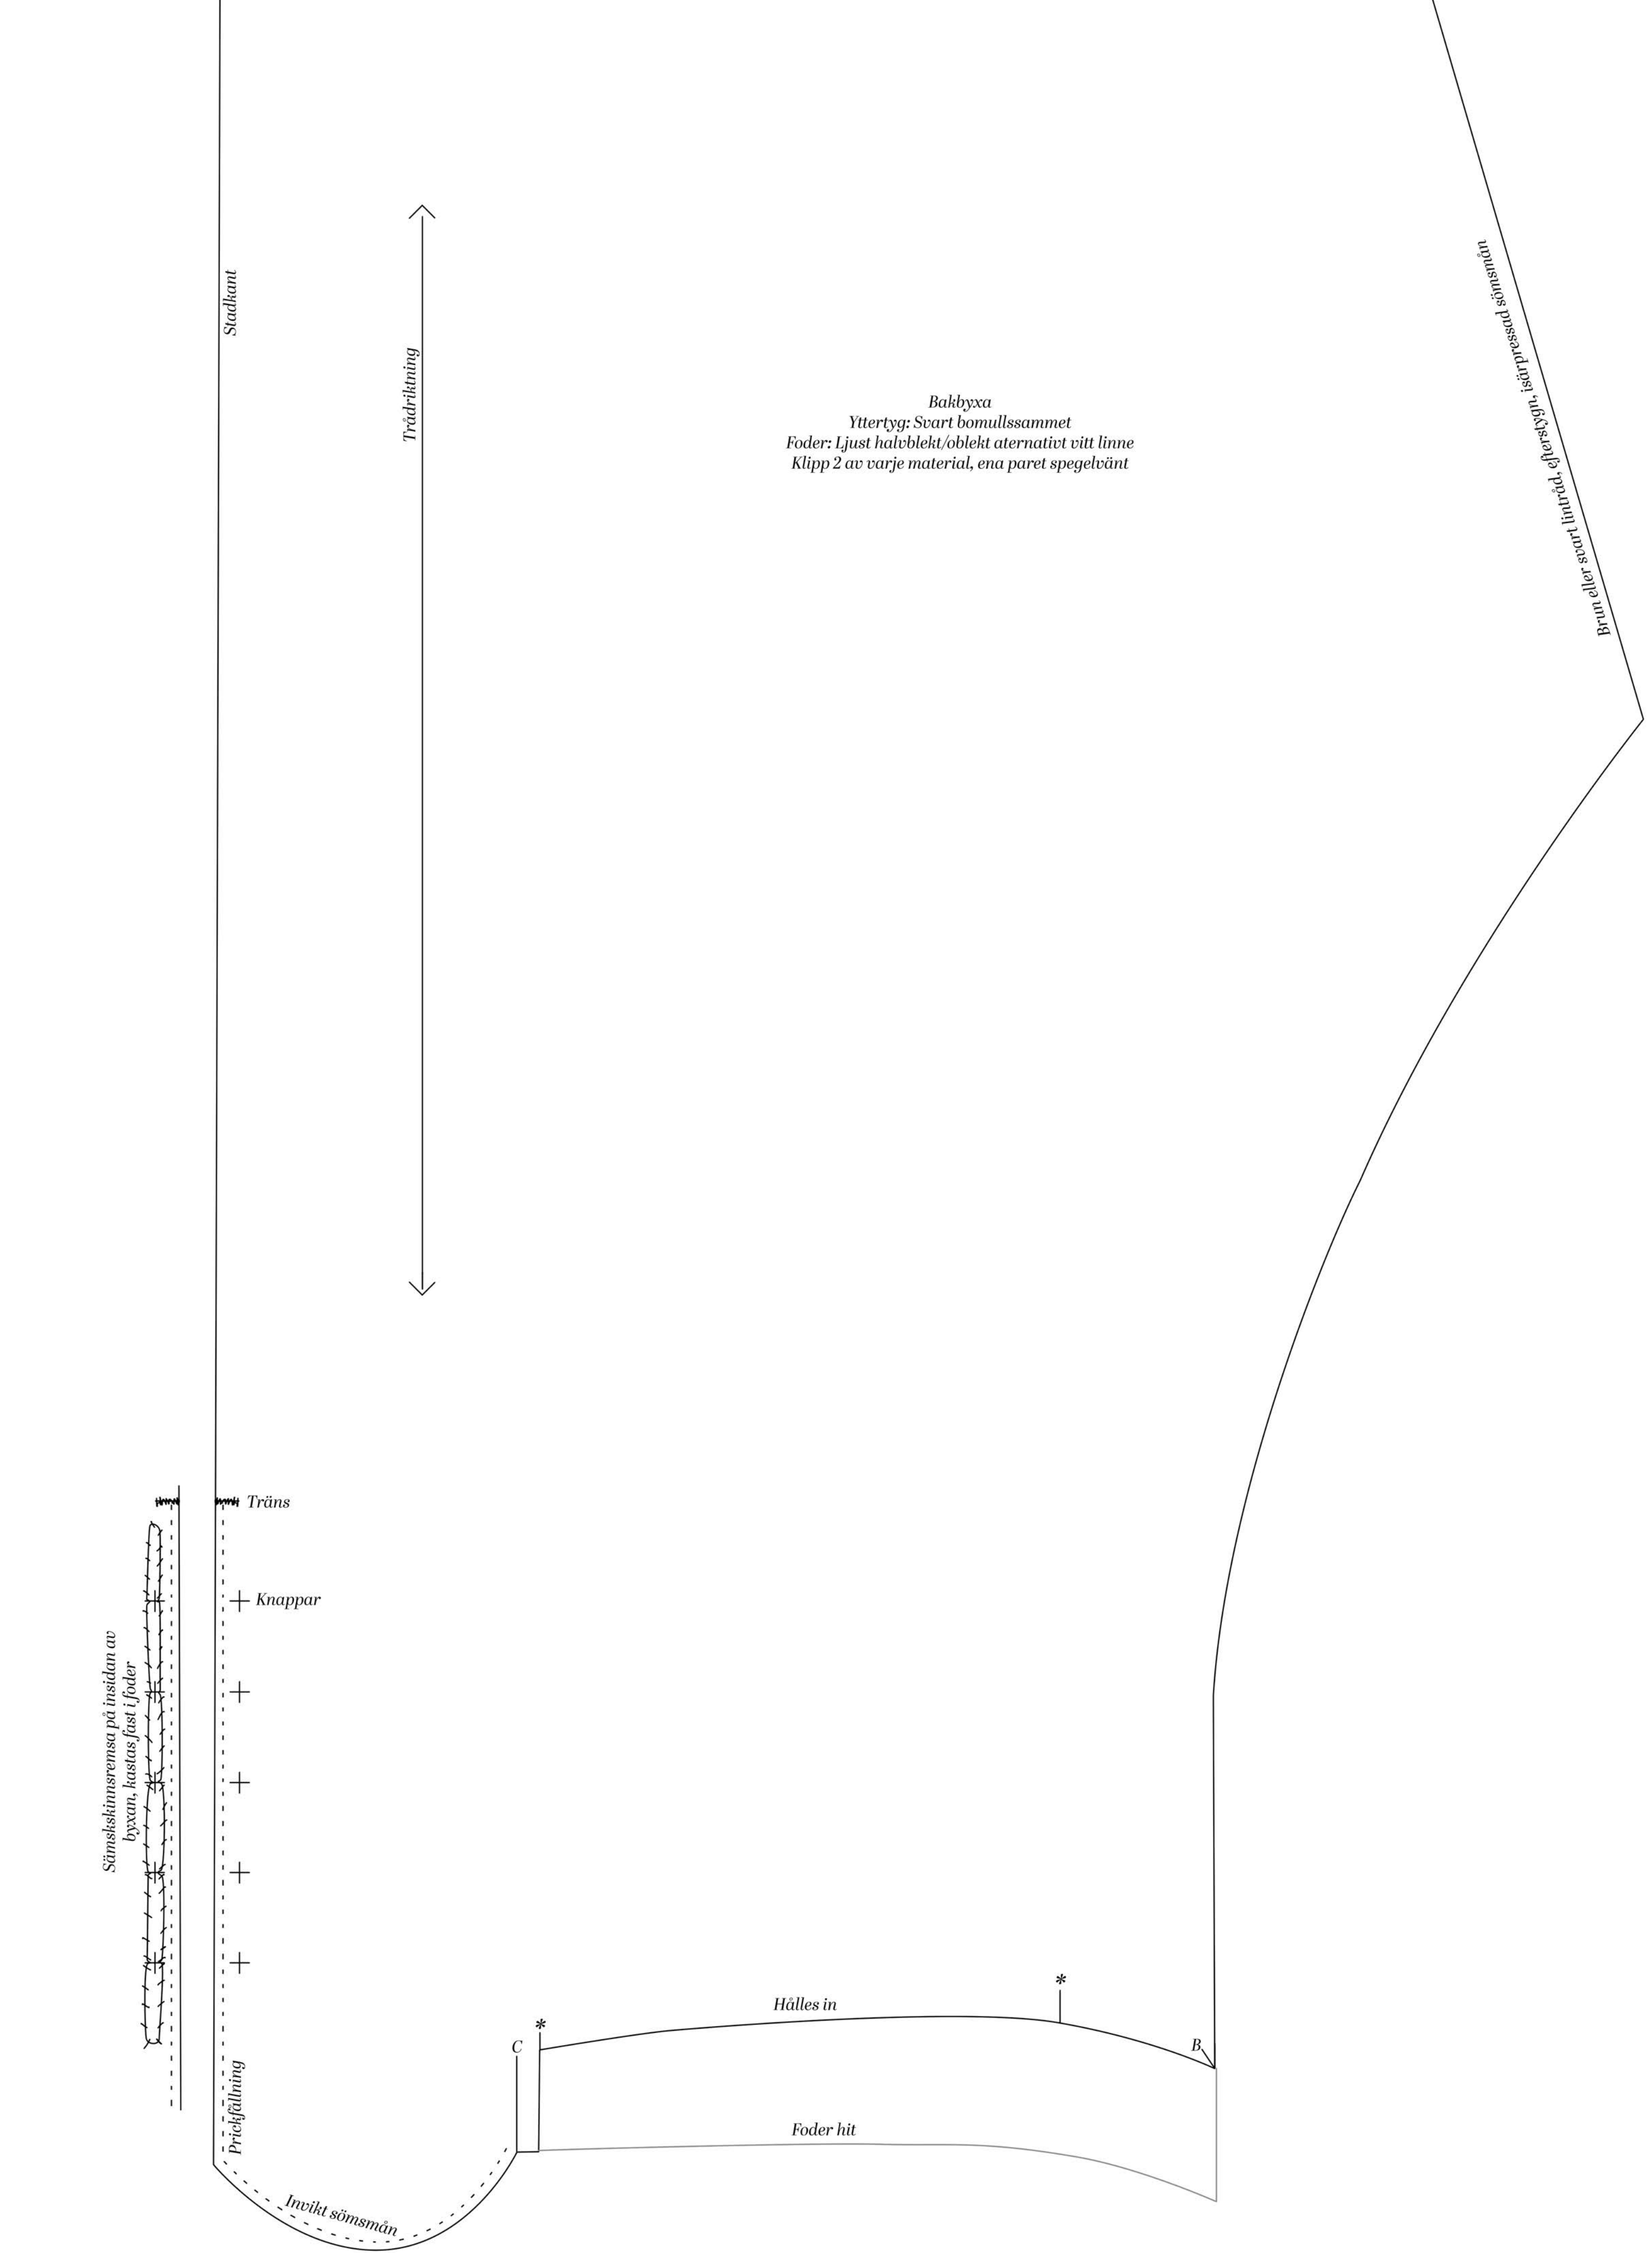 Stadkant
Trådriktning
Bakbyxa
Yttertyg: Svart bomullssammet
Foder: Ljust halvblekt/oblekt aternativt vitt linne
Klipp 2 av varje material, ena paret spegelvänt
Brun eller svart lintråd, efterstygn, isärpressad sömsmån
Träns
Knappar
Sämskskinnsremsa på insidan av
byxan, kastas fast i foder
Prickfållning
Invikt sömsmån
C
*
Hålles in
*
B
Foder hit